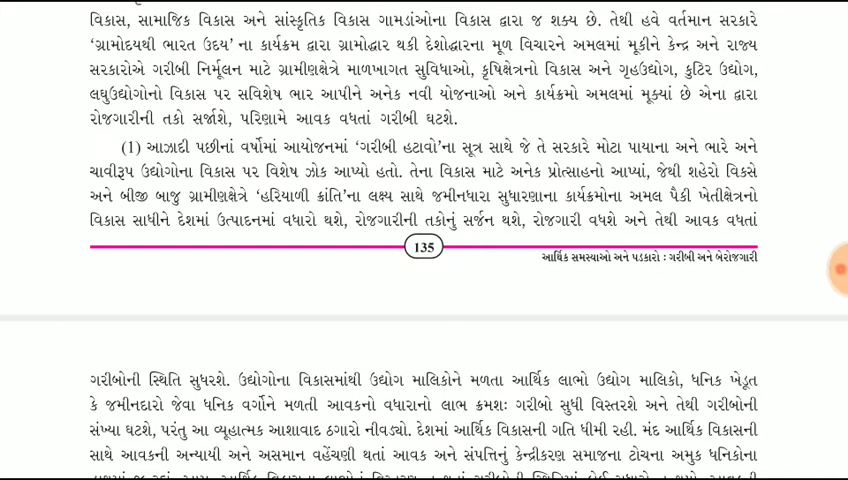 વિકાસ, સામાજિક વિકાસ અને સાંસ્કૃતિક વિકાસ ગામડાંઓના વિકાસ દ્વારા જ શક્ય છે. તેથી હવે વર્તમાન સરકારે
‘ગ્રામોદયથી ભારત ઉદય’ ના કાર્યક્રમ દ્વારા ગ્રામોદ્ધાર થકી દેશોદ્ધારના મૂળ વિચારને અમલમાં મૂકીને કેન્દ્ર અને રાજ્ય
સરકારોએ ગરીબી નિર્મૂલન માટે ગ્રામીણક્ષેત્રે માળખાગત સુવિધાઓ, કૃષિક્ષેત્રનો વિકાસ અને ગૃહઉદ્યોગ, કુટિર ઉદ્યોગ,
લઘુઉદ્યોગોનો વિકાસ પર સવિશેષ ભાર આપીને અનેક નવી યોજનાઓ અને કાર્યક્રમો અમલમાં મૂક્યાં છે એના દ્વારા
રોજગારીની તકો સર્જાશે, પરિણામે આવક વધતાં ગરીબી ઘટશે.
(1) આઝાદી પછીનાં વર્ષોમાં આયોજનમાં ‘ગરીબી હટાવો’ના સૂત્ર સાથે જે તે સરકારે મોટા પાયાના અને ભારે અને
ચાવીરૂપ ઉદ્યોગોના વિકાસ પર વિશેષ ઝોક આપ્યો હતો. તેના વિકાસ માટે અનેક પ્રોત્સાહનો આપ્યાં, જેથી શહેરો વિકસે
અને બીજી બાજુ ગ્રામીણક્ષેત્રે ‘હરિયાળી ક્રાંતિ’ના લક્ષ્ય સાથે જમીનધારા સુધારણાના કાર્યક્રમોના અમલ પૈકી ખેતીક્ષેત્રનો
વિકાસ સાધીને દેશમાં ઉત્પાદનમાં વધારો થશે, રોજગારીની તકોનું સર્જન થશે, રોજગારી વધશે અને તેથી આવક વધતાં
135
આર્થિક સમસ્યાઓ અને પડકારો : ગરીબી અને બેરોજગારી
ગરીબોની સ્થિતિ સુધરશે. ઉદ્યોગોના વિકાસમાંથી ઉદ્યોગ માલિકોને મળતા આર્થિક લાભો ઉદ્યોગ માલિકો, ધનિક ખેડૂત
કે જમીનદારો જેવા ધનિક વર્ગોને મળતી આવકનો વધારાનો લાભ ક્રમશઃ ગરીબો સુધી વિસ્તરશે અને તેથી ગરીબોની
સંખ્યા ઘટશે, પરંતુ આ વ્યૂહાત્મક આશાવાદ ઠગારો નીવડ્યો. દેશમાં આર્થિક વિકાસની ગતિ ધીમી રહી. મંદ આર્થિક વિકાસની
સાથે આવકની અન્યાયી અને અસમાન વહેંચણી થતાં આવક અને સંપત્તિનું કેન્દ્રીકરણ સમાજના ટોચના અમુક ધનિકોના